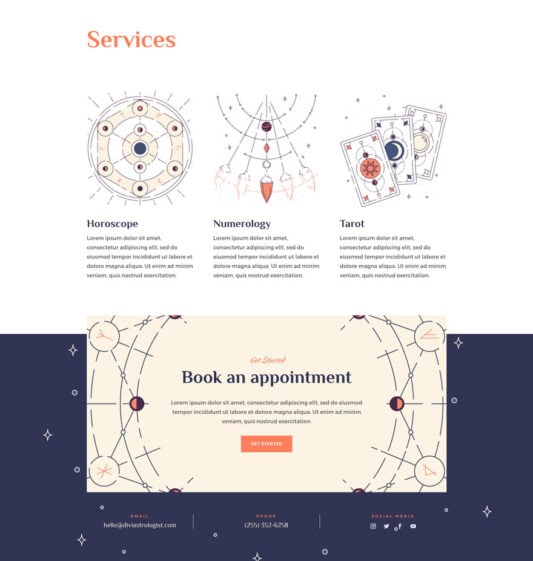 Services
Horoscope
Lorem ipsum dolor sit amet,
consectetur adipiscing elit, sed do
eiusmod tempor incididunt ut labore et
dolore magna aliqua. Ut enim ad minim
veniam, quis nostrud exercitation.
Numerology
Lorem ipsum dolor sit amet,
consectetur adipiscing elit, sed do
eiusmod tempor incididunt ut labore et
dolore magna aliqua. Ut enim ad minim
veniam, quis nostrud exercitation.
Tarot
Lorem ipsum dolor sit amet,
consectetur adipiscing elit, sed do
eiusmod tempor incididunt ut labore et
dolore magna aliqua. Ut enim ad minim
veniam, quis nostrud exercitation.
Get Started
Book an appointment
Lorem ipsum dolor sit amet, consectetur adipiscing elit, sed do
eiusmod tempor incididunt ut labore et dolore magna aliqua. Ut enim
ad minim veniam, quis nostrud exercitation.
GET STARTED
EMAIL
hello@diviastrologist.com
PHONE
(255) 352-6258
SOCIAL MEDIA